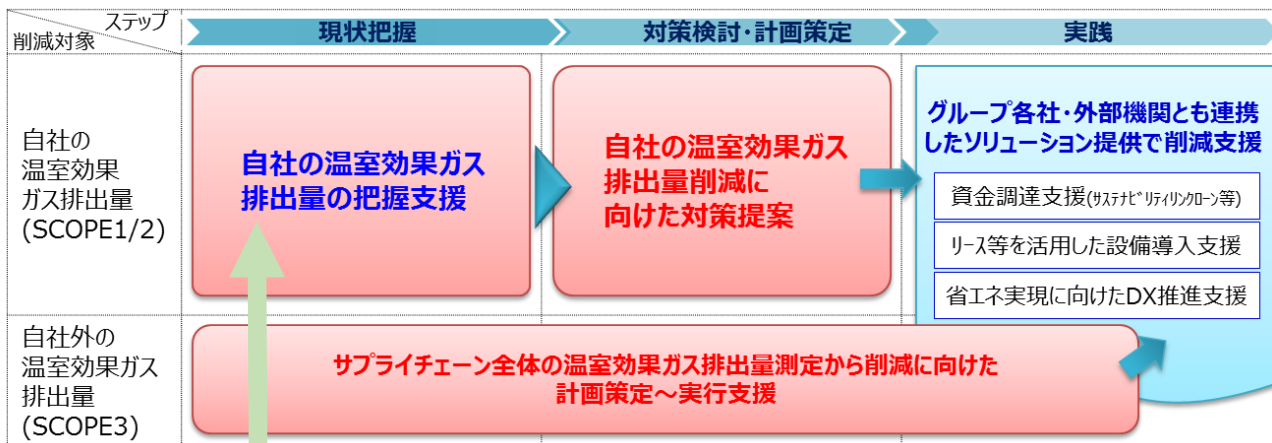 ステップ
削減対象
現状把握
対策検討・計画策定
実践
自社の
温室効果
ガス排出量
(SCOPE1/2)
自社の温室効果ガス
排出量の把握支援
自社の温室効果ガス
排出量削減に
向けた対策提案
グループ各社・外部機関とも連携
したソリューション提供で削減支援
資金調達支援(ｻｽﾃﾅﾋﾞﾘﾃｨﾘﾝｸﾛｰﾝ等)
ﾘｰｽ等を活用した設備導入支援
省エネ実現に向けたDX推進支援
自社外の
温室効果ガス
排出量
(SCOPE3)
サプライチェーン全体の温室効果ガス排出量測定から削減に向けた
計画策定～実行支援